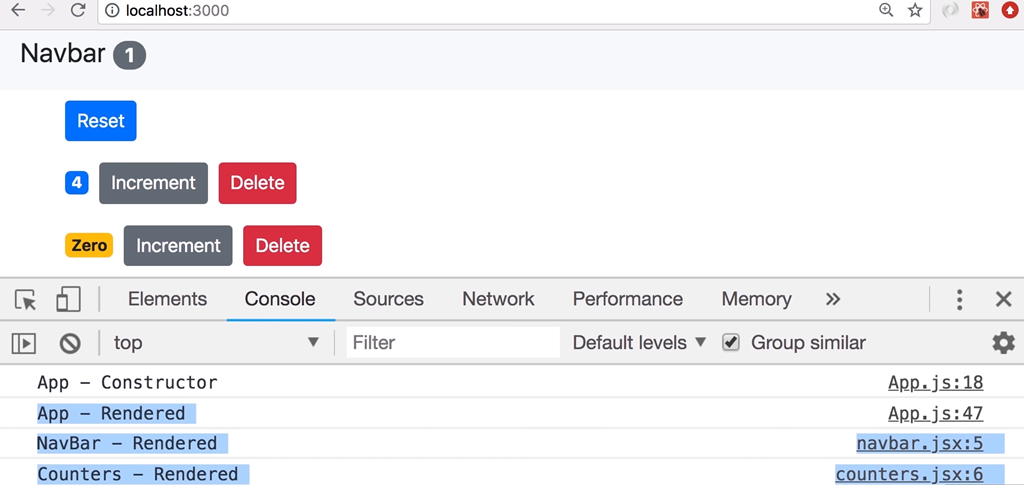 localhost:3000
Navbar 1
Reset
4 Increment Delete
Zero Increment Delete
Elements Console Sources Network Performance Memory »
top ▼ Filter Default levels ▼ Group similar
App - Constructor App.js:18
App - Rendered App.js:47
NavBar - Rendered navbar.jsx:5
Counters - Rendered counters.jsx:6